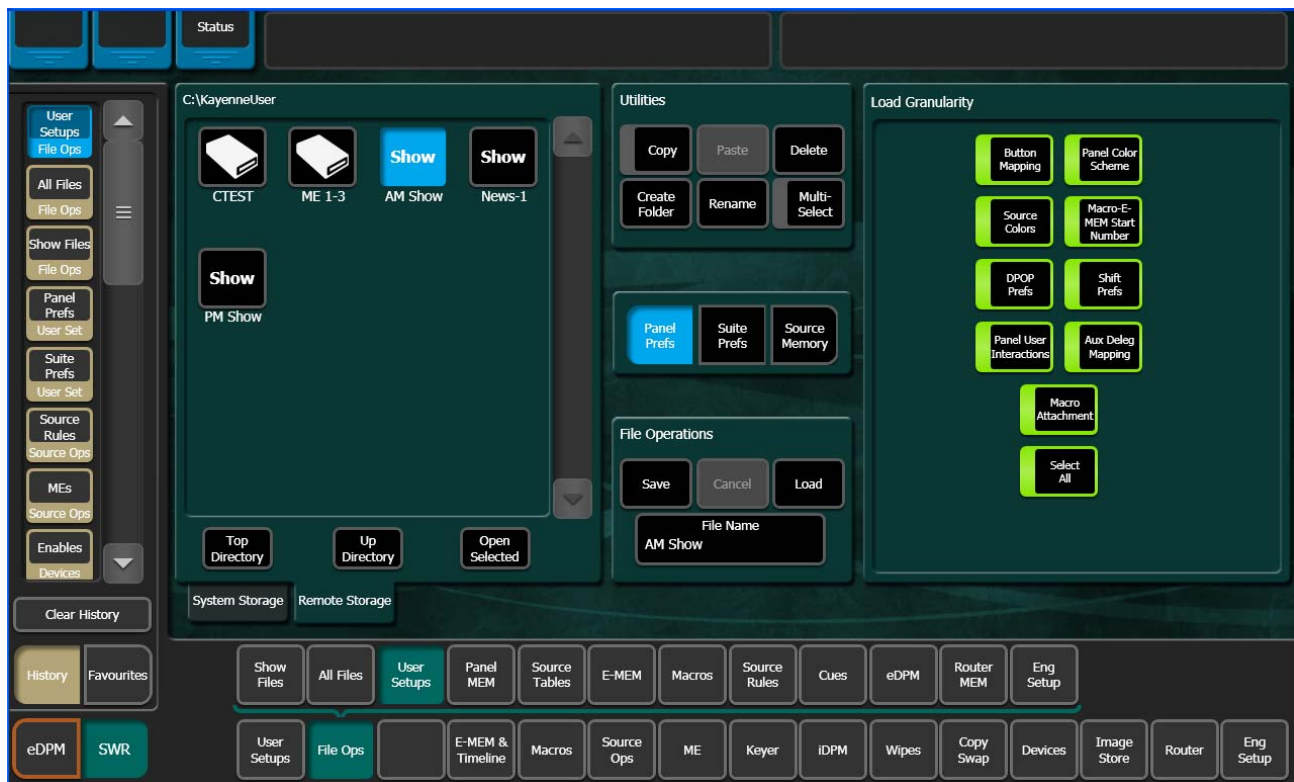 Status
User
Setups
File Ops
All Files
File Ops
Show Files
File Ops
Panel
Prefs
User Set
Suite
Prefs
User Set
Source
Rules
Source Ops
MEs
Source Ops
Enables
Devices
Clear History
History
Favourites
eDPM
SWR
C:\KayenneUser
CTEST
ME 1-3
Show
AM Show
Show
News-1
Show
PM Show
Top
Directory
Up
Directory
Open
Selected
System Storage
Remote Storage
Utilities
Copy
Paste
Delete
Create
Folder
Rename
Multi-
Select
Panel
Prefs
Suite
Prefs
Source
Memory
File Operations
Save
Cancel
Load
File Name
AM Show
Load Granularity
Button
Mapping
Panel Color
Scheme
Source
Colors
Macro-E-
MEM Start
Number
DPOP
Prefs
Shift
Prefs
Panel User
Interactions
Aux Deleg
Mapping
Macro
Attachment
Select
All
Show
Files
All Files
User
Setups
Panel
MEM
Source
Tables
E-MEM
Macros
Source
Rules
Cues
eDPM
Router
MEM
Eng
Setup
User
Setups
File Ops
E-MEM &
Timeline
Macros
Source
Ops
ME
Keyer
iDPM
Wipes
Copy
Swap
Devices
Image
Store
Router
Eng
Setup